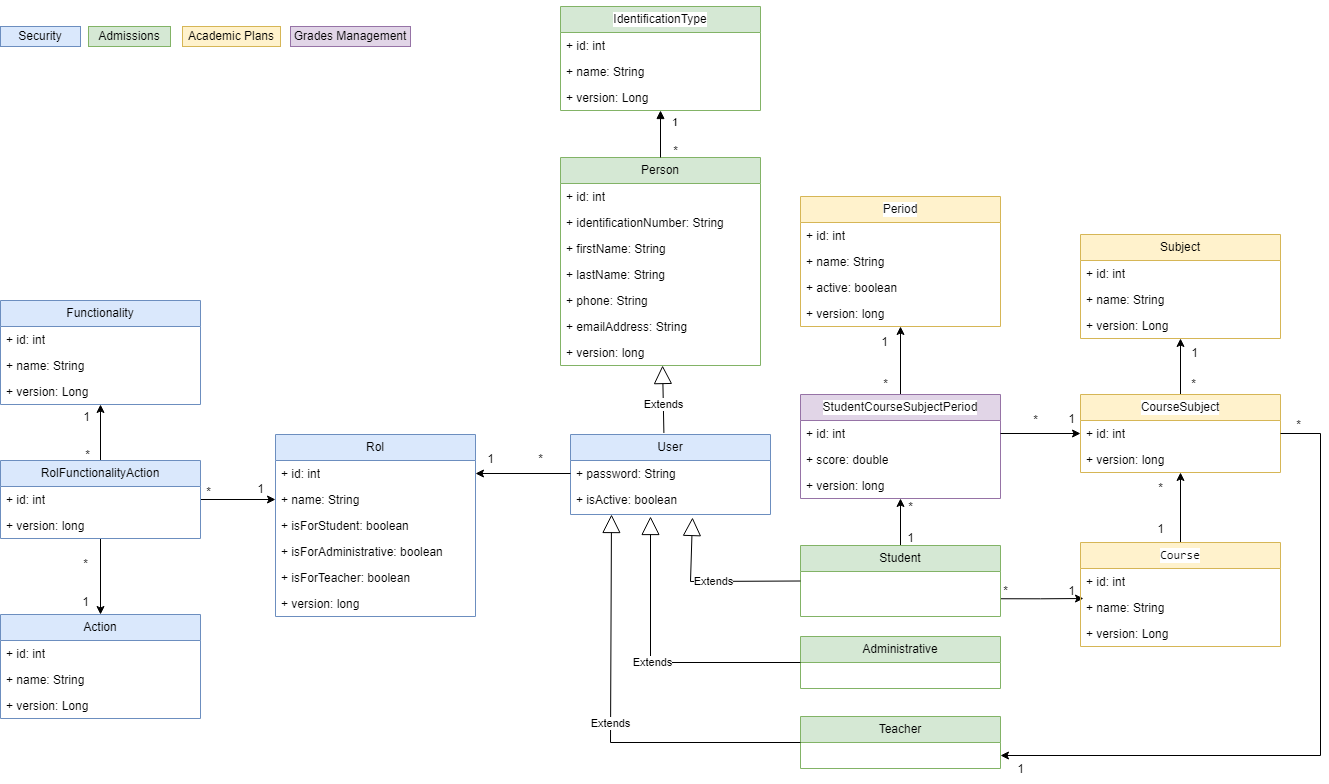 Security
Admissions
Academic Plans
Grades Management
IdentificationType
+ id: int
+ name: String
+ version: Long
1
*
Person
+ id: int
+ identificationNumber: String
+ firstName: String
+ lastName: String
+ phone: String
+ emailAddress: String
+ version: long
Extends
Period
+ id: int
+ name: String
+ active: boolean
+ version: long
1
*
Subject
+ id: int
+ name: String
+ version: Long
1
*
Functionality
+ id: int
+ name: String
+ version: Long
1
*
RolFunctionalityAction
+ id: int
+ version: long
*
1
*
1
Action
+ id: int
+ name: String
+ version: Long
Rol
+ id: int
+ name: String
+ isForStudent: boolean
+ isForAdministrative: boolean
+ isForTeacher: boolean
+ version: long
1
*
User
+ password: String
+ isActive: boolean
StudentCourseSubjectPeriod
+ id: int
+ score: double
+ version: long
*
1
*
1
CourseSubject
+ id: int
+ version: long
*
*
1
Student
Extends
*
1
Course
+ id: int
+ name: String
+ version: Long
Administrative
Extends
Teacher
Extends
1